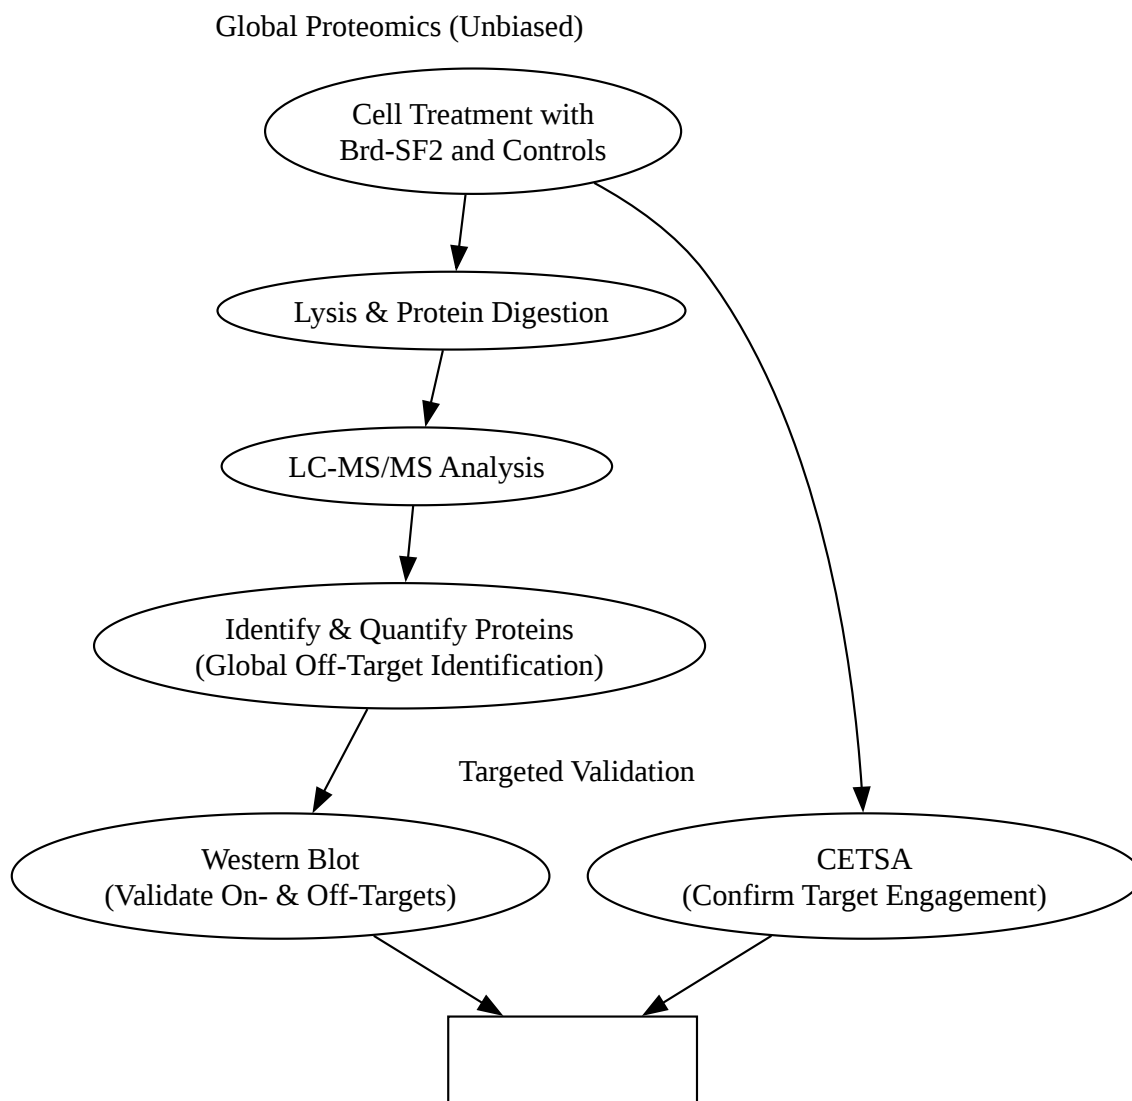 Global Proteomics (Unbiased)
Cell Treatment with
Brd-SF2 and Controls
Lysis & Protein Digestion
LC-MS/MS Analysis
Identify & Quantify Proteins
(Global Off-Target Identification)
Targeted Validation
Western Blot
(Validate On- & Off-Targets)
CETSA
(Confirm Target Engagement)